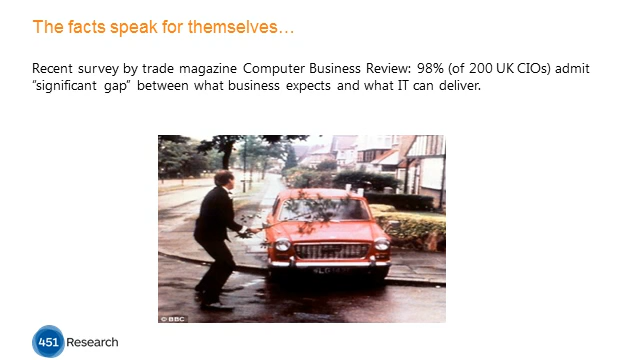 The facts speak for themselves…
Recent survey by trade magazine Computer Business Review: 98% (of 200 UK CIOs) admit
“significant gap” between what business expects and what IT can deliver.
© BBC
451 Research